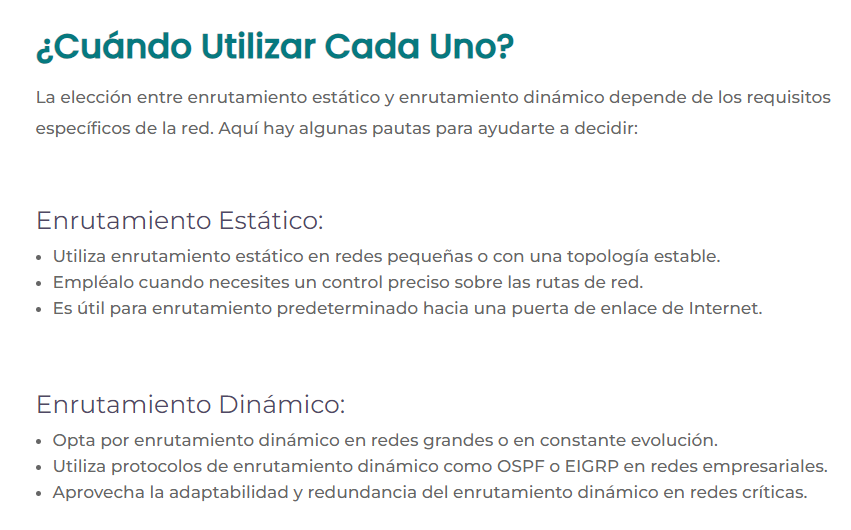 ¿Cuándo Utilizar Cada Uno?
La elección entre enrutamiento estático y enrutamiento dinámico depende de los requisitos
específicos de la red. Aquí hay algunas pautas para ayudarte a decidir:
Enrutamiento Estático:
• Utiliza enrutamiento estático en redes pequeñas o con una topología estable.
• Empléalo cuando necesites un control preciso sobre las rutas de red.
• Es útil para enrutamiento predeterminado hacia una puerta de enlace de Internet.
Enrutamiento Dinámico:
• Opta por enrutamiento dinámico en redes grandes o en constante evolución.
• Utiliza protocolos de enrutamiento dinámico como OSPF o EIGRP en redes empresariales.
• Aprovecha la adaptabilidad y redundancia del enrutamiento dinámico en redes críticas.